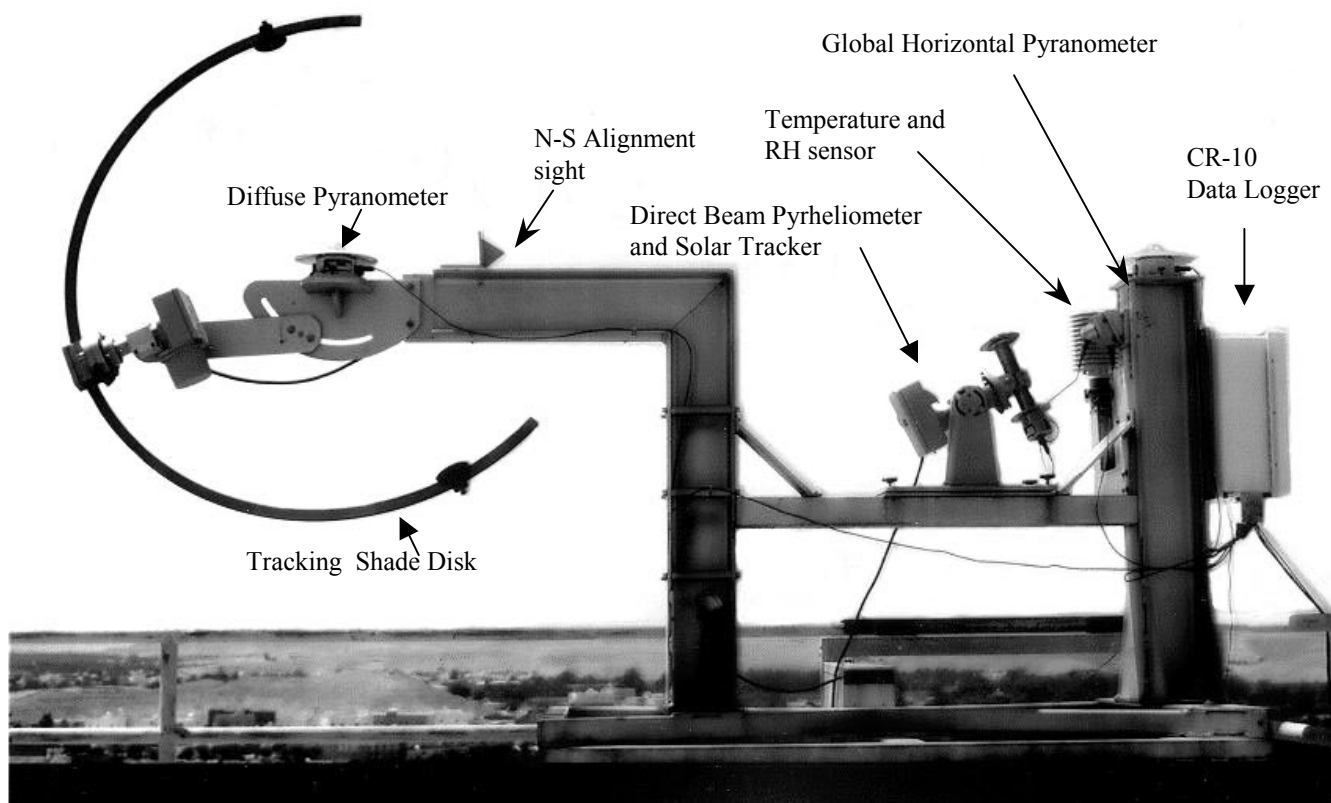 Global Horizontal Pyranometer
Temperature and
RH sensor
N-S Alignment
sight
CR-10
Data Logger
Diffuse Pyranometer
Direct Beam Pyrheliometer
and Solar Tracker
Tracking Shade Disk